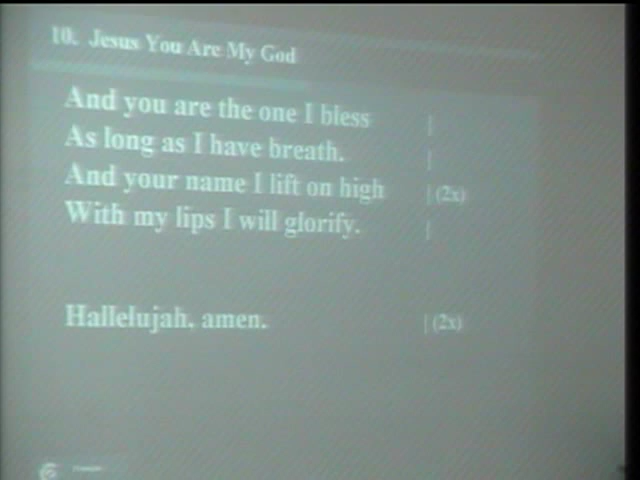 10. Jesus You Are My God
And you are the one I bless |
As long as I have breath. |
And your name I lift on high | (2x)
With my lips I will glorify. |
Hallelujah, amen. | (2x)